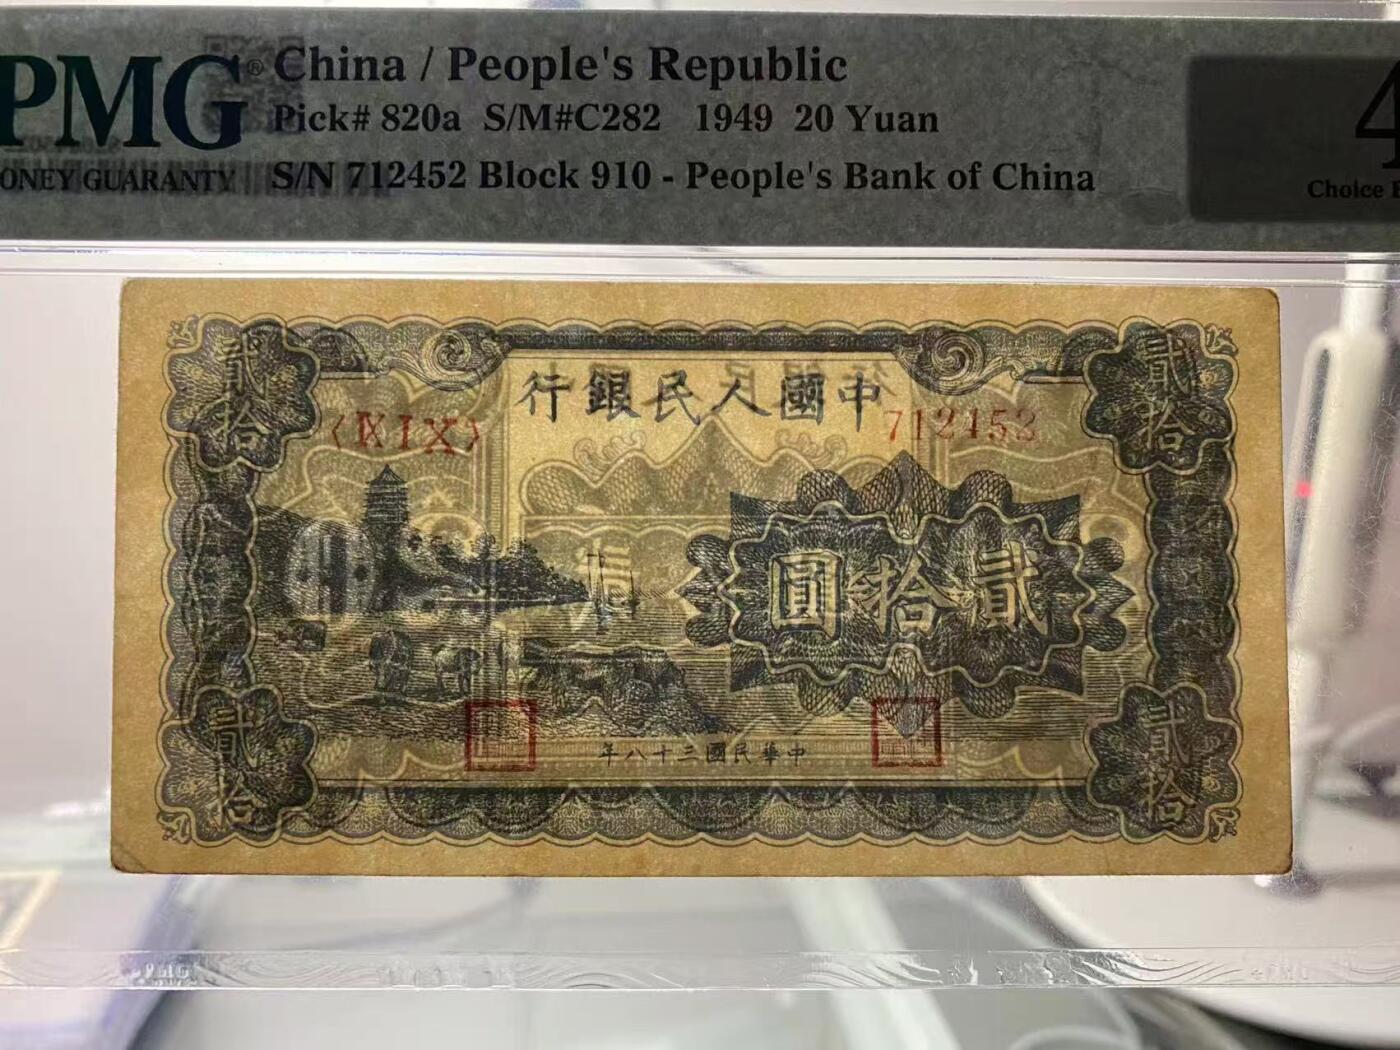 PMG® China / People's Republic
Pick# 820a S/M#C282 1949 20 Yuan
ONEY GUARANTY S/N 712452 Block 910 - People's Bank of China
4
Choice
貳拾
貳拾
中國人民銀行
〈ⅨⅠⅩ〉
712452
貳拾圓
貳拾
貳拾
中華民國三十八年
PMG